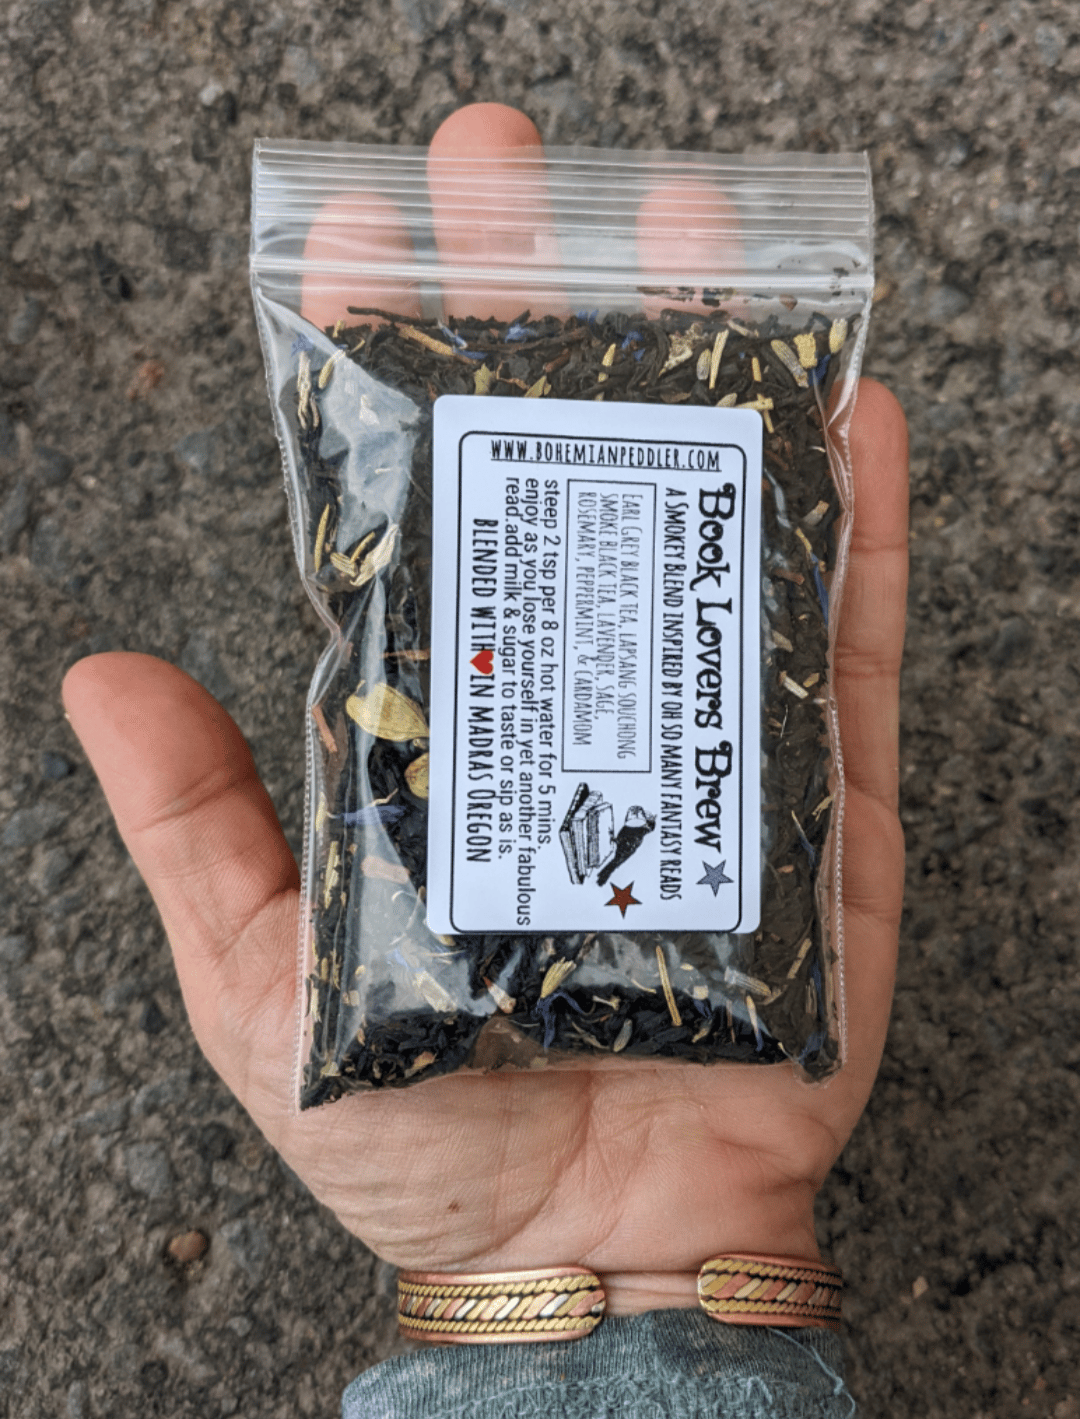 WWW.BOHEMIANPEDDLER.COM
Book Lovers Brew
A SMOKEY BLEND INSPIRED BY OH SO MANY FANTASY READS
EARL GREY BLACK TEA, LAPSANG SOUCHONG
SMOKE BLACK TEA, LAVENDER, SAGE,
ROSEMARY, PEPPERMINT, & CARDAMOM
steep 2 tsp per 8 oz hot water for 5 mins.
enjoy as you lose yourself in yet another fabulous
read.add milk & sugar to taste or sip as is.
BLENDED WITH❤IN MADRAS OREGON